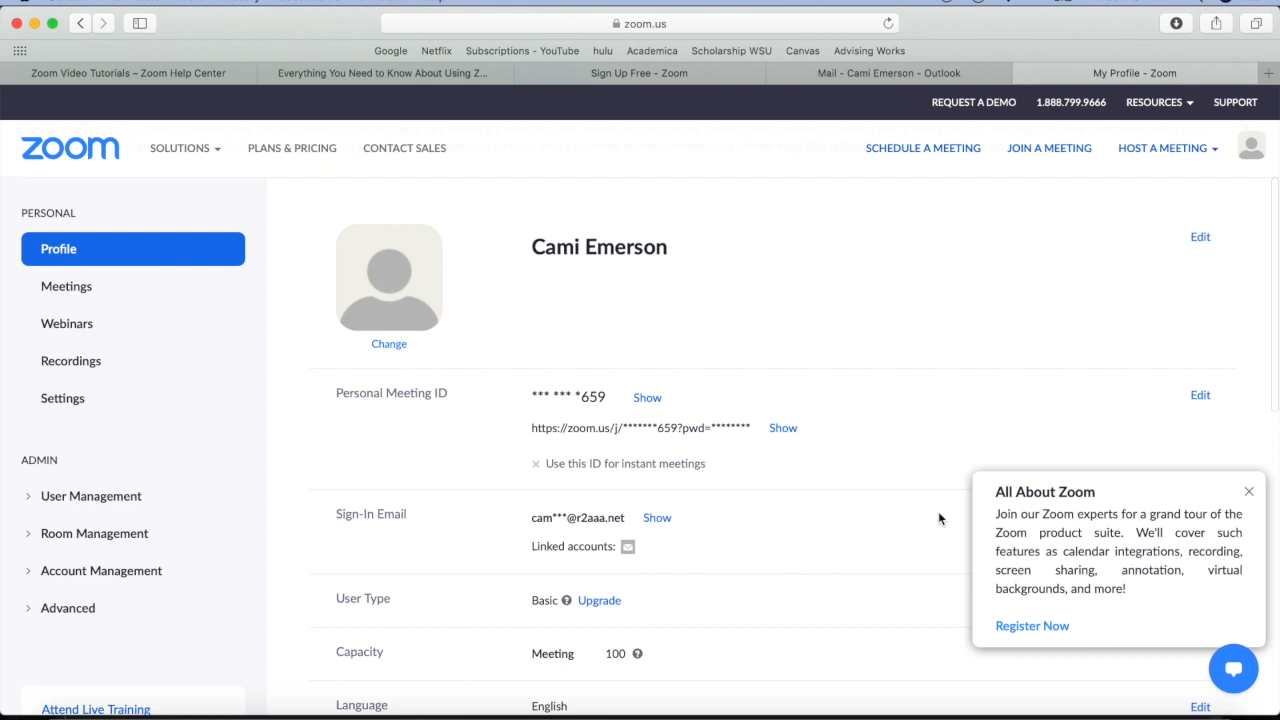 zoom.us
Google Netflix Subscriptions - YouTube hulu Academica Scholarship WSU Canvas Advising Works
Zoom Video Tutorials – Zoom Help Center Everything You Need to Know About Using Z... Sign Up Free - Zoom Mail - Cami Emerson - Outlook My Profile - Zoom
REQUEST A DEMO 1.888.799.9666 RESOURCES SUPPORT
zoom SOLUTIONS PLANS & PRICING CONTACT SALES SCHEDULE A MEETING JOIN A MEETING HOST A MEETING
PERSONAL
Profile
Meetings
Webinars
Recordings
Settings
ADMIN
User Management
Room Management
Account Management
Advanced
Attend Live Training
Cami Emerson
Edit
Change
Personal Meeting ID
*** *** *659 Show
Edit
https://zoom.us/j/*******659?pwd=******** Show
Use this ID for instant meetings
Sign-In Email
cam***@r2aaa.net Show
Linked accounts:
User Type
Basic Upgrade
Capacity
Meeting 100
Language
English
Edit
All About Zoom
Join our Zoom experts for a grand tour of the
Zoom product suite. We'll cover such
features as calendar integrations, recording,
screen sharing, annotation, virtual
backgrounds, and more!
Register Now